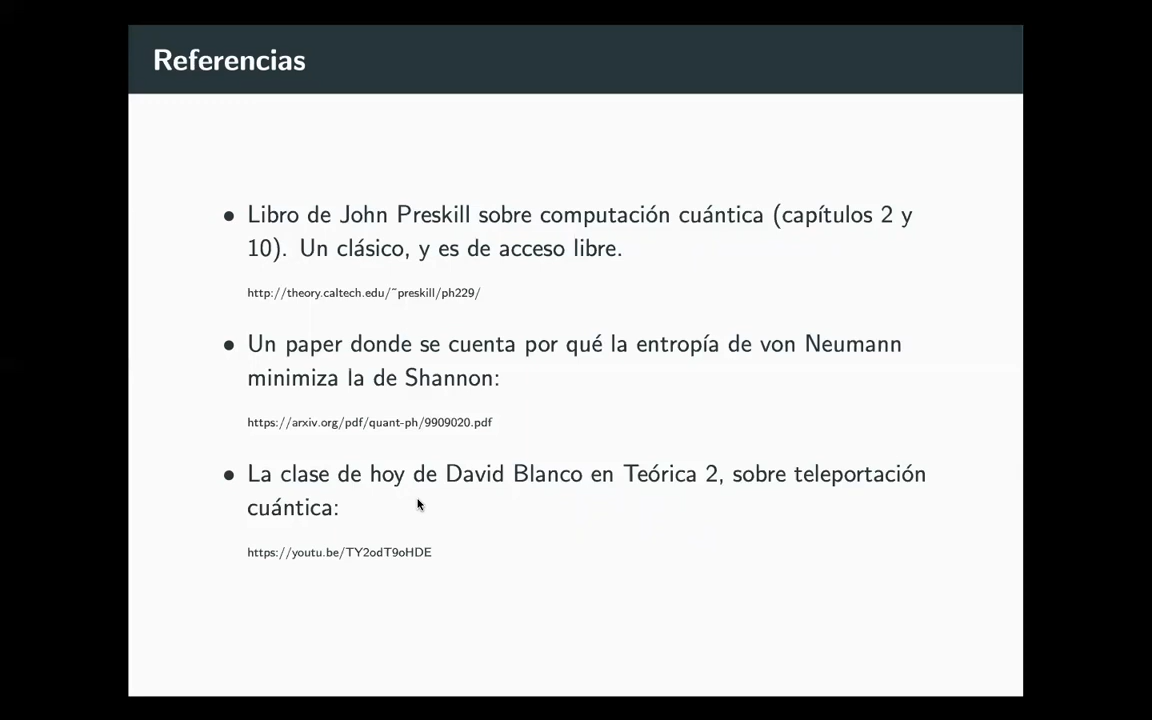 Referencias
• Libro de John Preskill sobre computación cuántica (capítulos 2 y
10). Un clásico, y es de acceso libre.
http://theory.caltech.edu/~preskill/ph229/
• Un paper donde se cuenta por qué la entropía de von Neumann
minimiza la de Shannon:
https://arxiv.org/pdf/quant-ph/9909020.pdf
• La clase de hoy de David Blanco en Teórica 2, sobre teleportación
cuántica:
https://youtu.be/TY2odT9oHDE